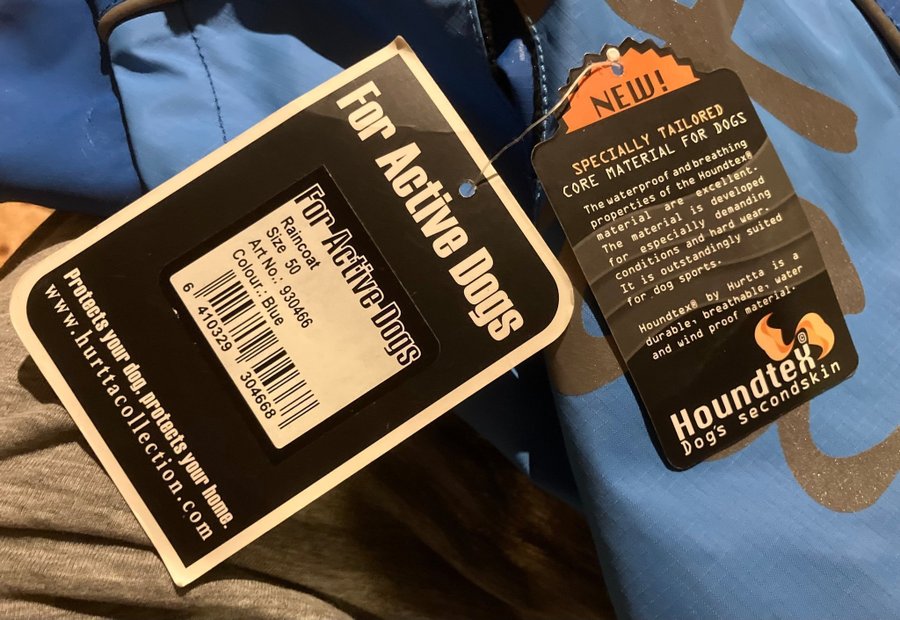 For Active Dogs
For Active Dogs
Raincoat
Size 50
Art No.: 930466
Colour.: Blue
6 410329 304668
Protects your dog, protects your home.
www.hurttacollection.com
NEW!
SPECIALLY TAILORED
CORE MATERIAL FOR DOGS
The waterproof and breathing
properties of the Houndtex®
material are excellent.
The material is developed
for especially demanding
conditions and hard wear.
It is outstandingly suited
for dog sports.
Houndtex® by Hurtta is a
durable, breathable, water
and wind proof material.
Houndtex©
Dogs secondskin